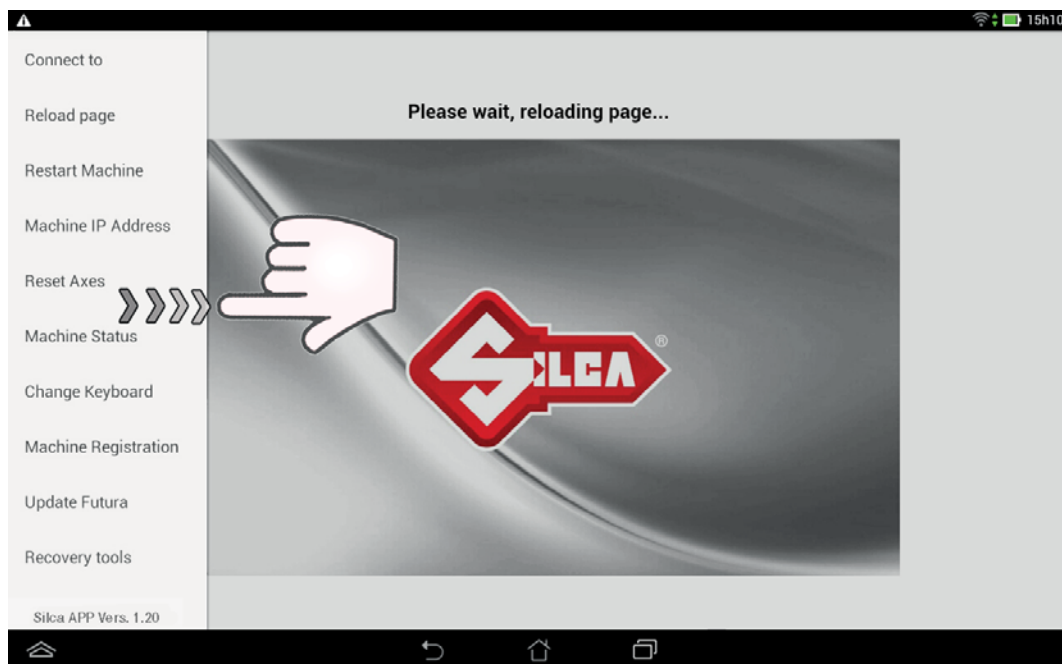 15h10
Connect to
Reload page
Restart Machine
Machine IP Address
Reset Axes
Machine Status
Change Keyboard
Machine Registration
Update Futura
Recovery tools
Silca APP Vers. 1.20
Please wait, reloading page...
SILCA
®